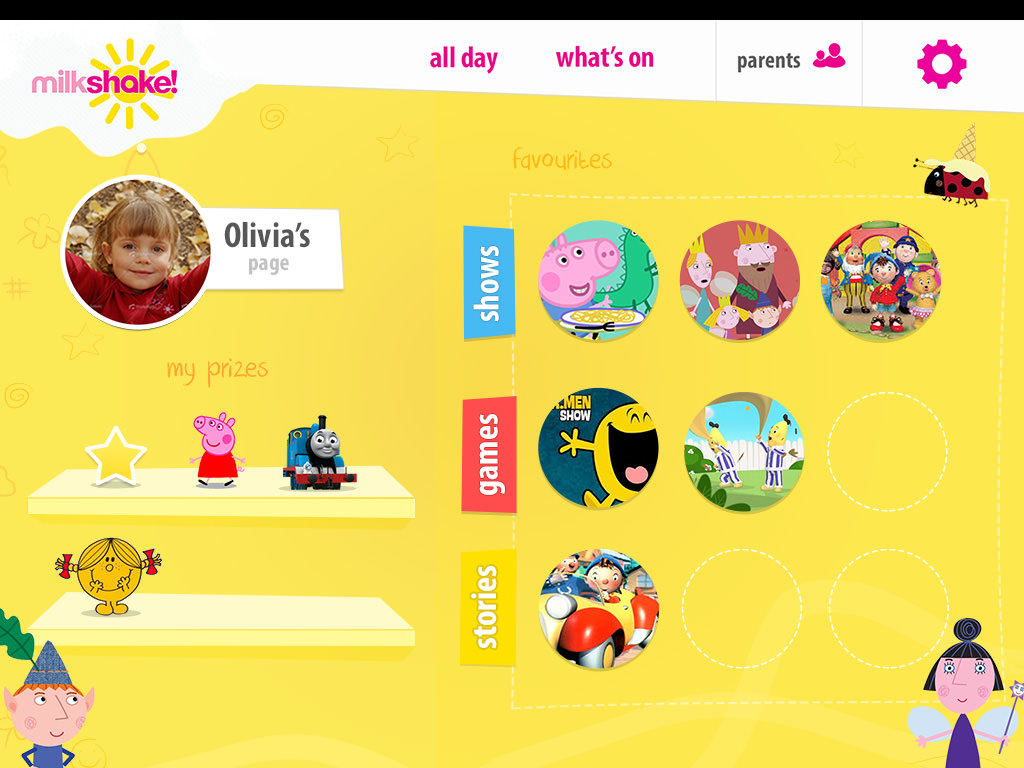 milkshake!
all day
what's on
parents
favourites
Olivia's
page
shows
my prizes
.MEN
SHOW
games
stories